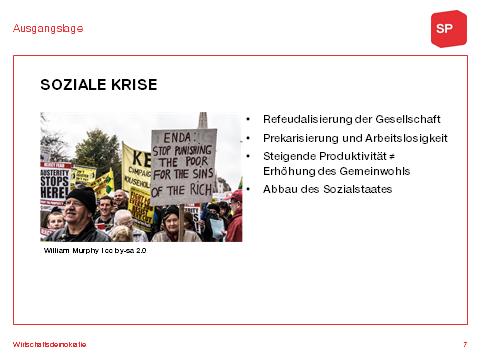 Ausgangslage
SP
SOZIALE KRISE
ENDA:
STOP PUNISHING
THE POOR
FOR THE SINS
OF THE RICH
AUSTERITY
STOPS
HERE!
KE
CAMPAIG
HOUSEHOL
William Murphy l cc by-sa 2.0
• Refeudalisierung der Gesellschaft
• Prekarisierung und Arbeitslosigkeit
• Steigende Produktivität ≠
Erhöhung des Gemeinwohls
• Abbau des Sozialstaates
Wirtschaftsdemokratie
7